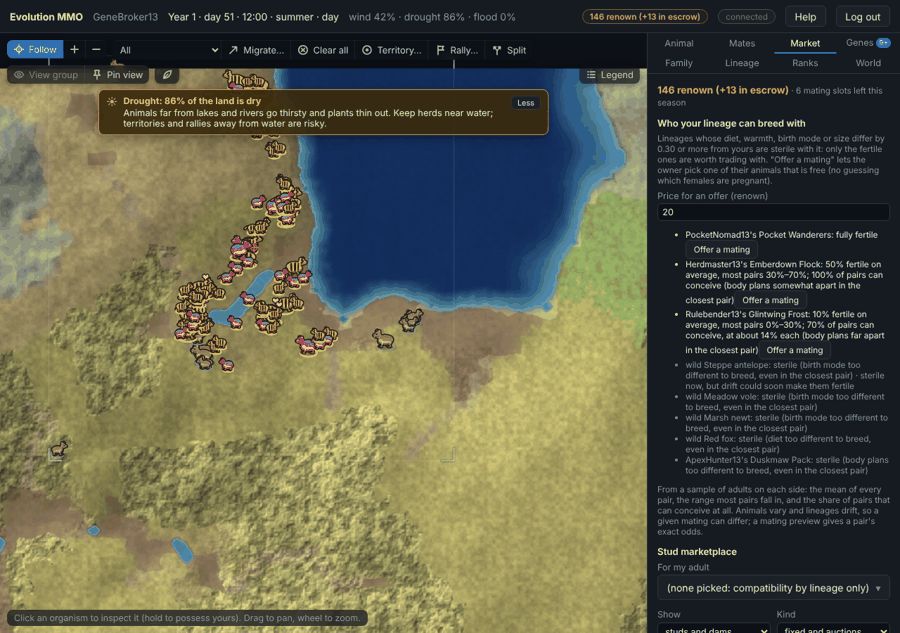 Evolution MMO GeneBroker13 Year 1 · day 51 · 12:00 · summer · day wind 42% · drought 86% · flood 0% 146 renown (+13 in escrow) connected Help Log out
Follow + − All Migrate... Clear all Territory... Rally... Split
View group Pin view Legend
Drought: 86% of the land is dry Less
Animals far from lakes and rivers go thirsty and plants thin out. Keep herds near water;
territories and rallies away from water are risky.
Click an organism to inspect it (hold to possess yours). Drag to pan, wheel to zoom.
Animal Mates Market Genes 9+
Family Lineage Ranks World
146 renown (+13 in escrow) · 6 mating slots left this
season
Who your lineage can breed with
Lineages whose diet, warmth, birth mode or size differ by
0.30 or more from yours are sterile with it: only the fertile
ones are worth trading with. "Offer a mating" lets the
owner pick one of their animals that is free (no guessing
which females are pregnant).
Price for an offer (renown)
20
• PocketNomad13's Pocket Wanderers: fully fertile
Offer a mating
• Herdmaster13's Emberdown Flock: 50% fertile on
average, most pairs 30%–70%; 100% of pairs can
conceive (body plans somewhat apart in the
closest pair) Offer a mating
• Rulebender13's Glintwing Frost: 10% fertile on
average, most pairs 0%–30%; 70% of pairs can
conceive, at about 14% each (body plans far apart
in the closest pair) Offer a mating
• wild Steppe antelope: sterile (birth mode too
different to breed, even in the closest pair) · sterile
now, but drift could soon make them fertile
• wild Meadow vole: sterile (birth mode too different
to breed, even in the closest pair)
• wild Marsh newt: sterile (birth mode too different to
breed, even in the closest pair)
• wild Red fox: sterile (diet too different to breed,
even in the closest pair)
• ApexHunter13's Duskmaw Pack: sterile (body plans
too different to breed, even in the closest pair)
From a sample of adults on each side: the mean of every
pair, the range most pairs fall in, and the share of pairs that
can conceive at all. Animals vary and lineages drift, so a
given mating can differ; a mating preview gives a pair's
exact odds.
Stud marketplace
For my adult
(none picked: compatibility by lineage only)
Show Kind
studs and dams fixed and auctions